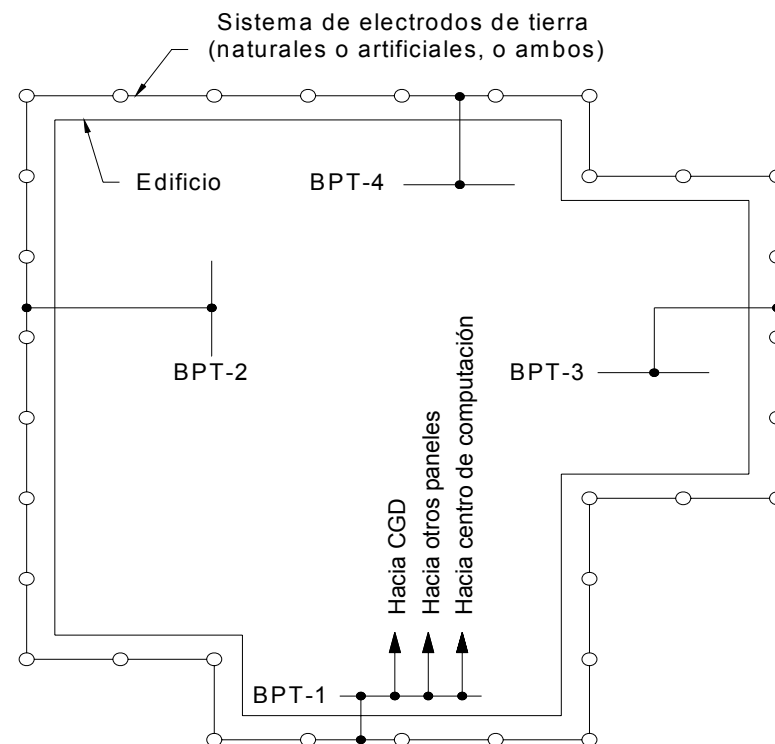 Sistema de electrodos de tierra
(naturales o artificiales, o ambos)
Edificio
BPT-4
BPT-2
BPT-3
Hacia CGD
Hacia otros paneles
Hacia centro de computación
BPT-1